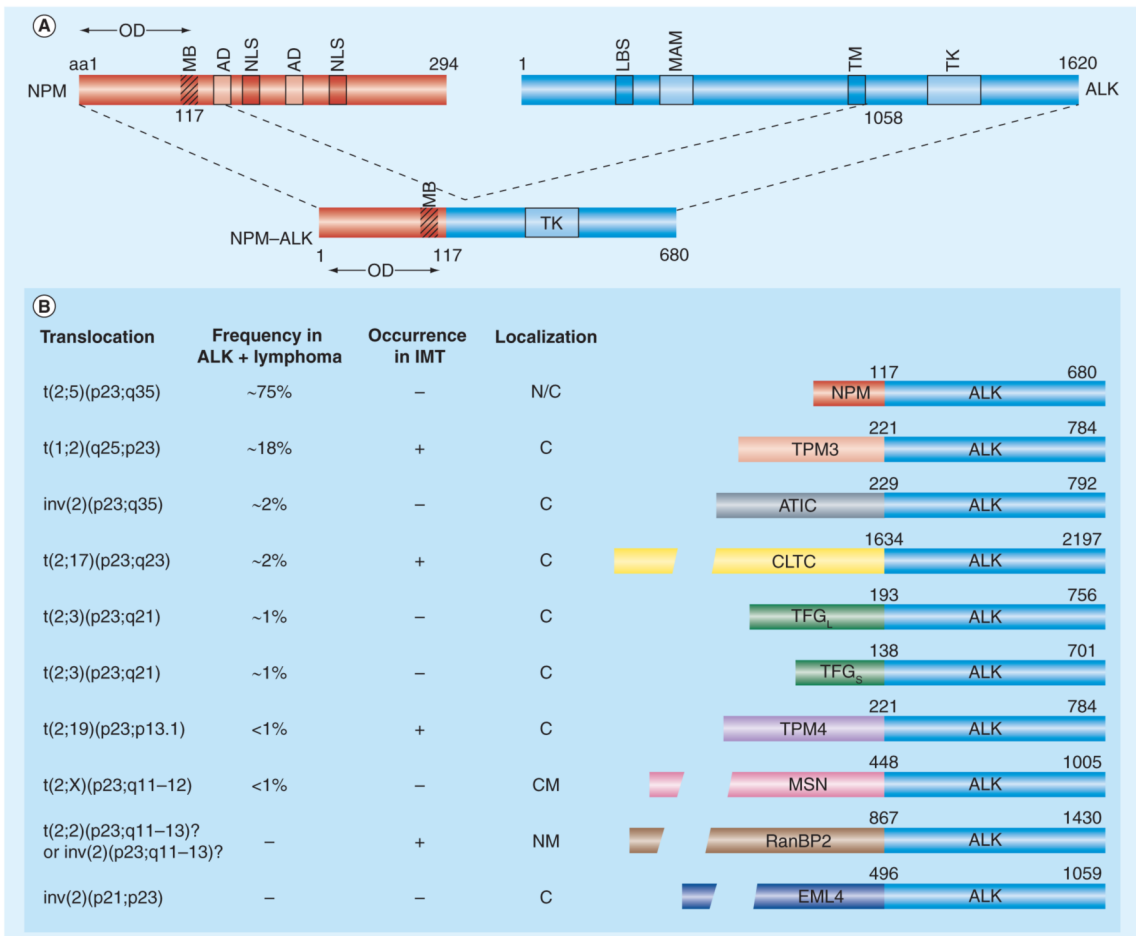 A
OD
aa1 MB AD NLS AD NLS 294
NPM
117
1 LBS MAM TM TK 1620
ALK
1058
MB
TK
NPM–ALK
1 117 680
OD
B
Translocation Frequency in ALK + lymphoma Occurrence in IMT Localization
t(2;5)(p23;q35) ~75% – N/C NPM 117 ALK 680
t(1;2)(q25;p23) ~18% + C TPM3 221 ALK 784
inv(2)(p23;q35) ~2% – C ATIC 229 ALK 792
t(2;17)(p23;q23) ~2% + C CLTC 1634 ALK 2197
t(2;3)(p23;q21) ~1% – C TFGL 193 ALK 756
t(2;3)(p23;q21) ~1% – C TFGS 138 ALK 701
t(2;19)(p23;p13.1) <1% + C TPM4 221 ALK 784
t(2;X)(p23;q11–12) <1% – CM MSN 448 ALK 1005
t(2;2)(p23;q11–13)?
or inv(2)(p23;q11–13)? – + NM RanBP2 867 ALK 1430
inv(2)(p21;p23) – – C EML4 496 ALK 1059